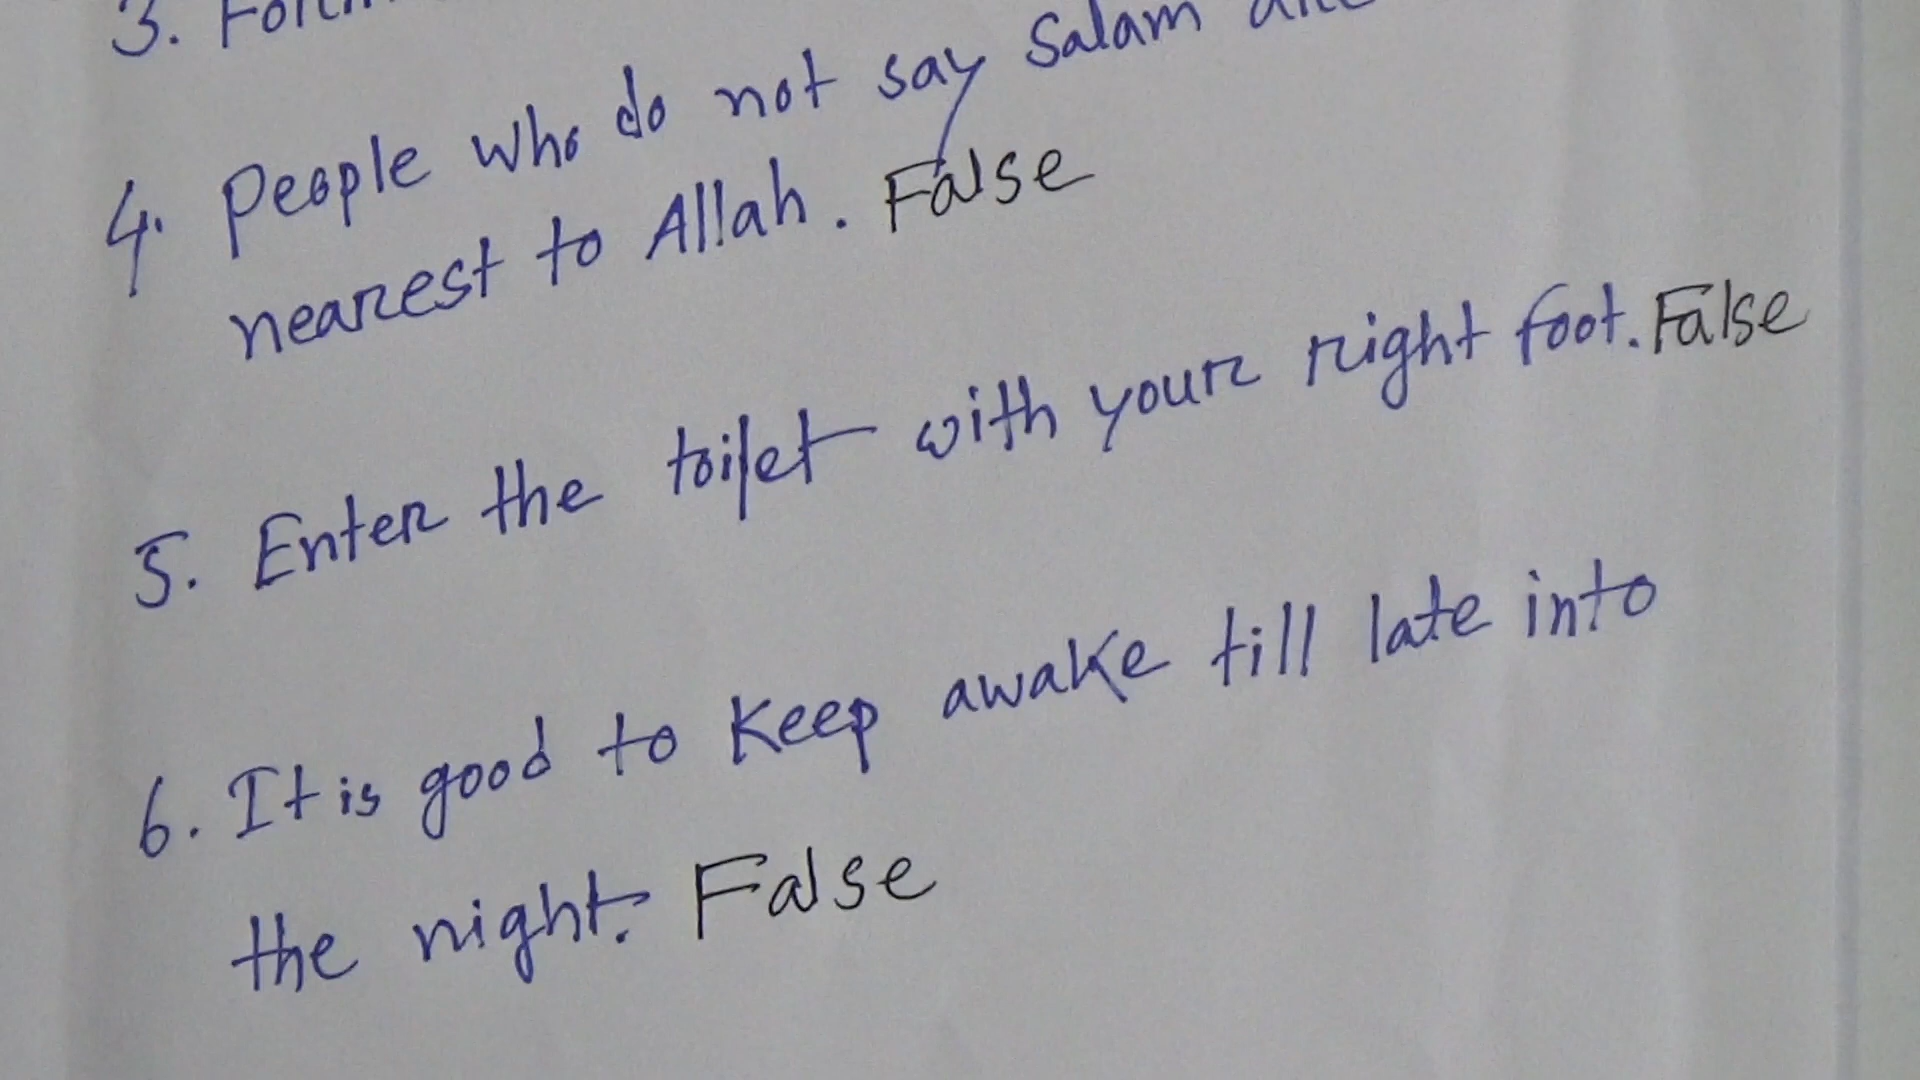 3.
4. People who do not say Salam
nearest to Allah. False
5. Enter the toilet with your right foot. False
6. It is good to keep awake till late into
the night. False